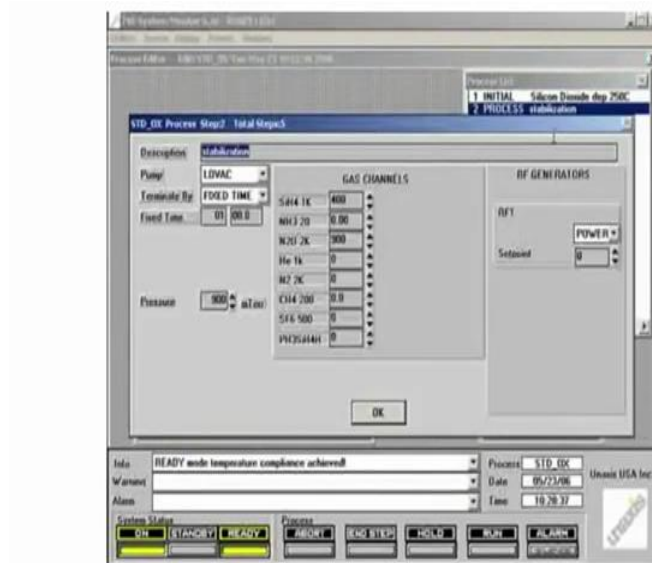 Process List
1 INITIAL Silicon Dioxide dep 250C
2 PROCESS stabilization
STD_OX Process Step:2 Total Steps:5
Description stabilization
Pump LOVAC
Terminate By FIXED TIME
Fixed Time 01 00.0
Pressure 900 mTorr
GAS CHANNELS
SiH4 1K 400
NH3 20 0.00
N2O 2K 900
He 1k 0
N2 2K 0
CH4 200 0.0
SF6 500 0
0
RF GENERATORS
RF1
POWER
Setpoint 0
OK
Info READY mode temperature compliance achieved!
Warning
Alarm
Process STD_OX
Date 05/23/06
Time 10:28:37
Unaxis USA Inc
unaxis
System Status
ON STANDBY READY
Process
ABORT END STEP HOLD RUN ALARM